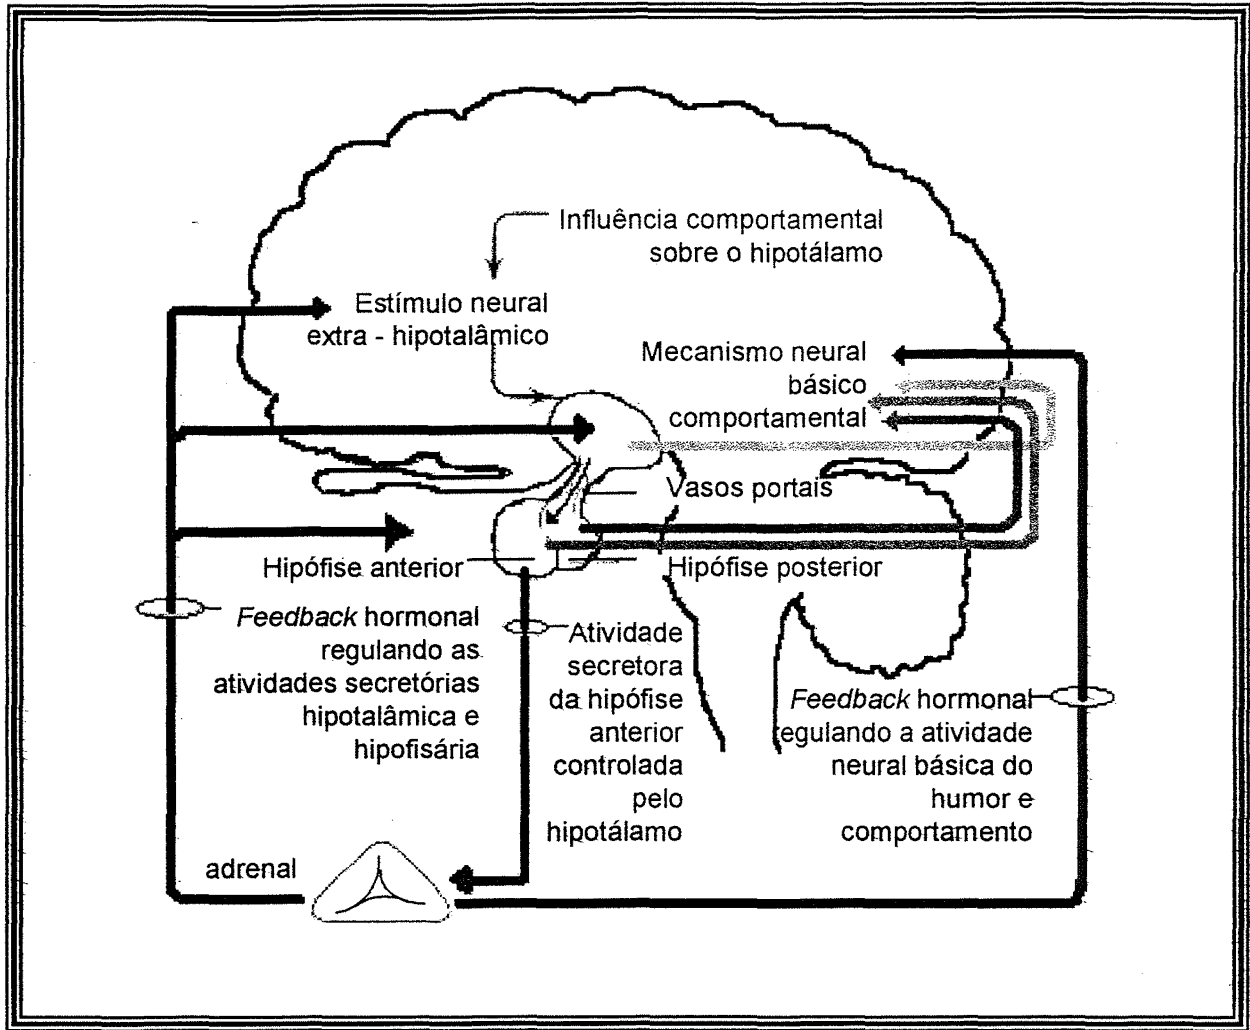 Influência comportamental
sobre o hipotálamo
Estímulo neural
extra - hipotalâmico
Mecanismo neural
básico
comportamental
Vasos portais
Hipófise anterior
Hipófise posterior
Feedback hormonal
regulando as
atividades secretórias
hipotalâmica e
hipofisária
Atividade
secretora
da hipófise
anterior
controlada
pelo
hipotálamo
Feedback hormonal
regulando a atividade
neural básica do
humor e
comportamento
adrenal